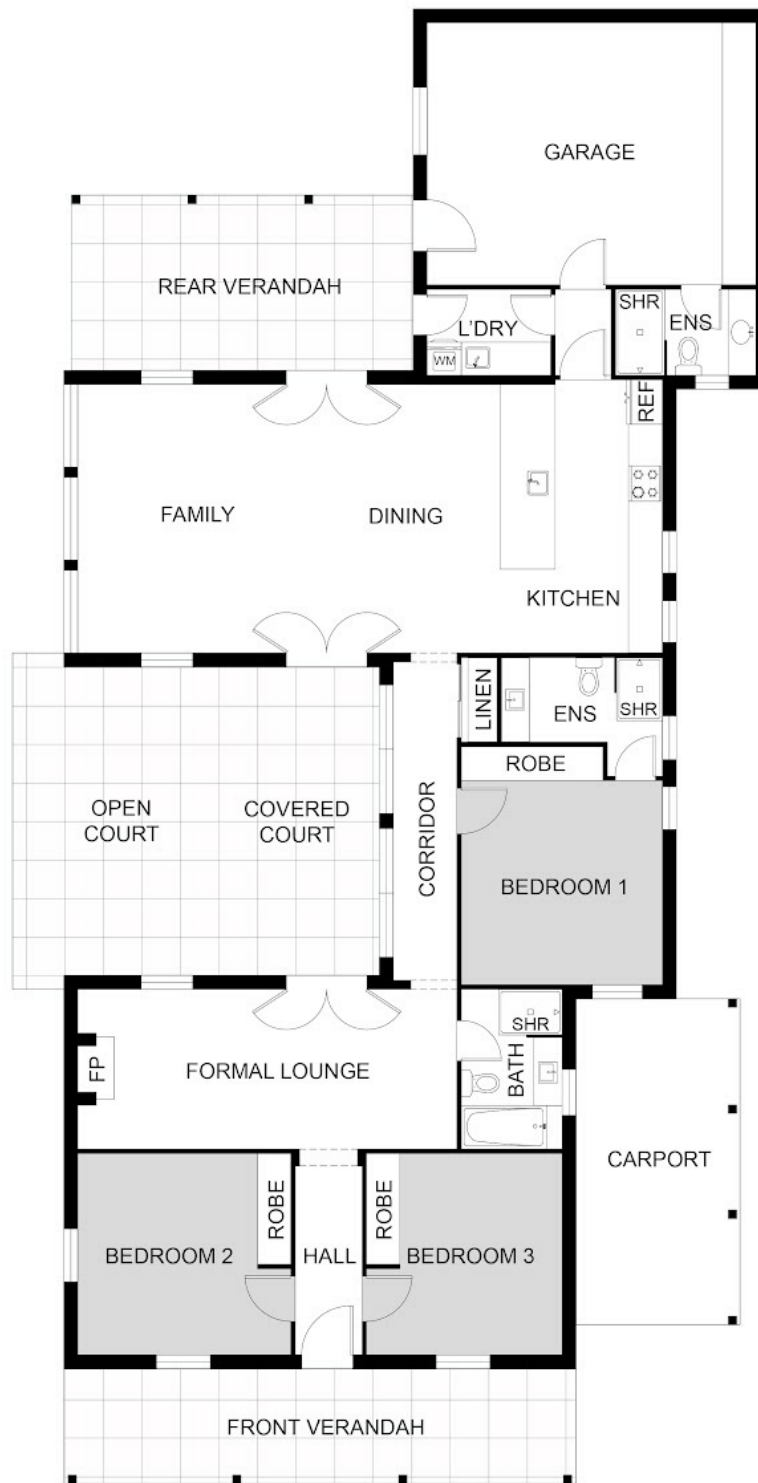 GARAGE
REAR VERANDAH
SHR
ENS
L'DRY
WM
REF
FAMILY
DINING
KITCHEN
LINEN
ENS
SHR
ROBE
OPEN
COURT
COVERED
COURT
CORRIDOR
BEDROOM 1
SHR
BATH
FP
FORMAL LOUNGE
CARPORT
ROBE
ROBE
BEDROOM 2
HALL
BEDROOM 3
FRONT VERANDAH